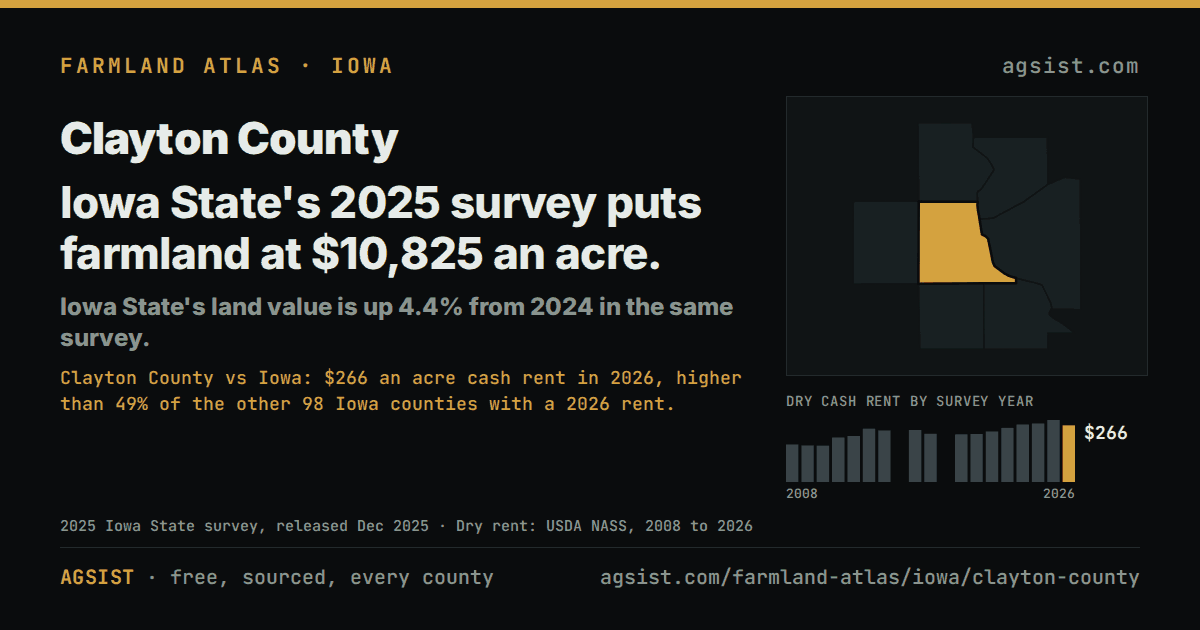 FARMLAND ATLAS · IOWA
agsist.com
Clayton County
Iowa State's 2025 survey puts
farmland at $10,825 an acre.
Iowa State's land value is up 4.4% from 2024 in the same
survey.
Clayton County vs Iowa: $266 an acre cash rent in 2026, higher
than 49% of the other 98 Iowa counties with a 2026 rent.
DRY CASH RENT BY SURVEY YEAR
$266
2008
2026
2025 Iowa State survey, released Dec 2025 · Dry rent: USDA NASS, 2008 to 2026
AGSIST · free, sourced, every county
agsist.com/farmland-atlas/iowa/clayton-county